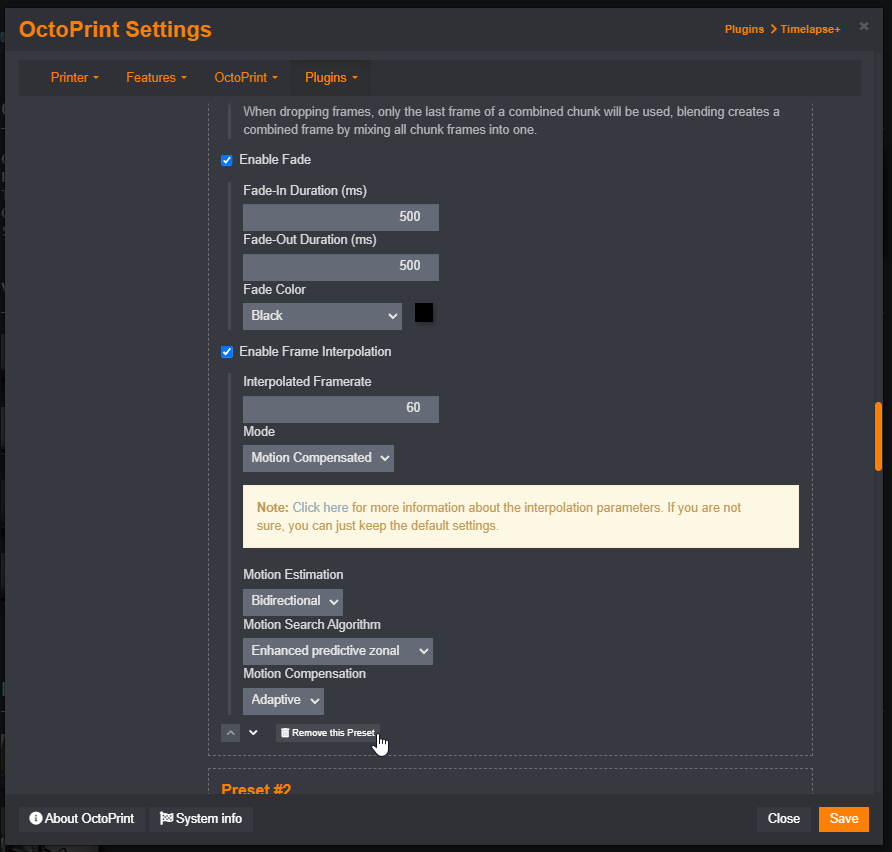 OctoPrint Settings
Plugins > Timelapse+
Printer
Features
OctoPrint
Plugins
When dropping frames, only the last frame of a combined chunk will be used, blending creates a
combined frame by mixing all chunk frames into one.
Enable Fade
Fade-In Duration (ms)
500
Fade-Out Duration (ms)
500
Fade Color
Black
Enable Frame Interpolation
Interpolated Framerate
60
Mode
Motion Compensated
Note: Click here for more information about the interpolation parameters. If you are not
sure, you can just keep the default settings.
Motion Estimation
Bidirectional
Motion Search Algorithm
Enhanced predictive zonal
Motion Compensation
Adaptive
Remove this Preset
Preset #2
About OctoPrint
System info
Close
Save